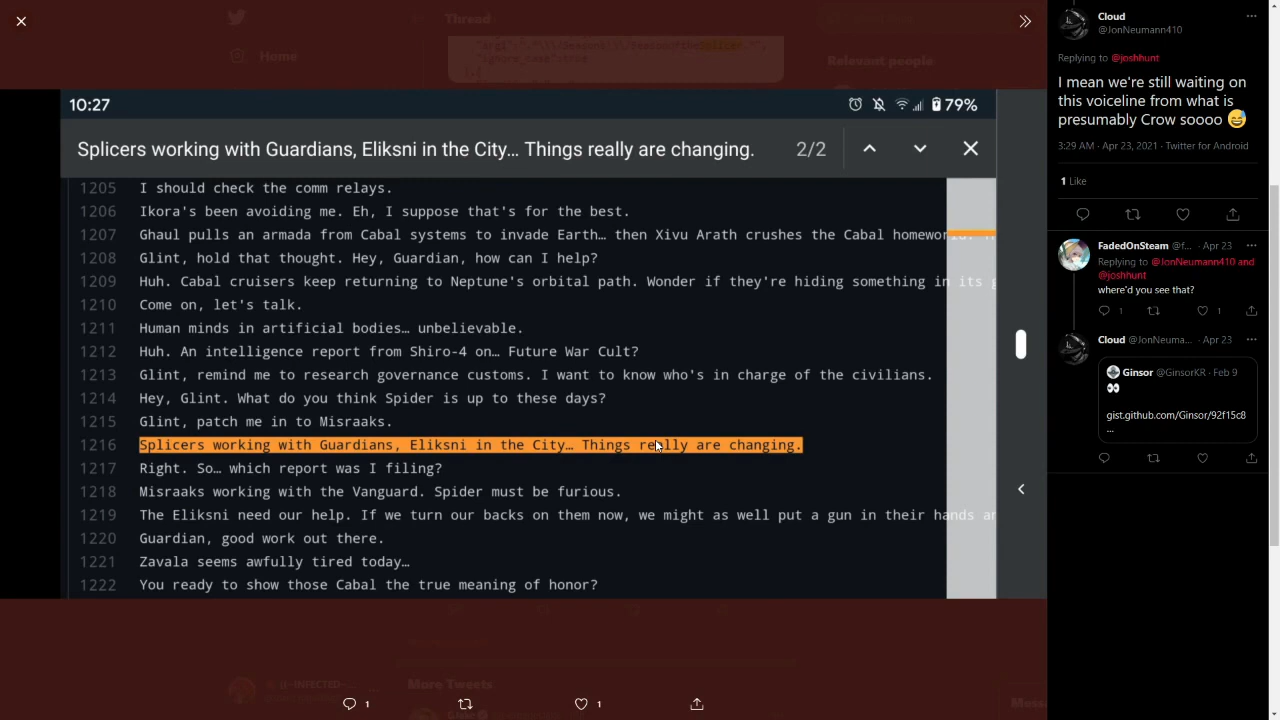 Thread
Home
Relevant people
10:27
79%
Splicers working with Guardians, Eliksni in the City… Things really are changing.
2/2
1205 I should check the comm relays.
1206 Ikora's been avoiding me. Eh, I suppose that's for the best.
1207 Ghaul pulls an armada from Cabal systems to invade Earth… then Xivu Arath crushes the Cabal homeworld.
1208 Glint, hold that thought. Hey, Guardian, how can I help?
1209 Huh. Cabal cruisers keep returning to Neptune's orbital path. Wonder if they're hiding something in its
1210 Come on, let's talk.
1211 Human minds in artificial bodies… unbelievable.
1212 Huh. An intelligence report from Shiro-4 on… Future War Cult?
1213 Glint, remind me to research governance customs. I want to know who's in charge of the civilians.
1214 Hey, Glint. What do you think Spider is up to these days?
1215 Glint, patch me in to Misraaks.
1216 Splicers working with Guardians, Eliksni in the City… Things really are changing.
1217 Right. So… which report was I filing?
1218 Misraaks working with the Vanguard. Spider must be furious.
1219 The Eliksni need our help. If we turn our backs on them now, we might as well put a gun in their hands
1220 Guardian, good work out there.
1221 Zavala seems awfully tired today…
1222 You ready to show those Cabal the true meaning of honor?
More Tweets
1
1
Cloud
@JonNeumann410
Replying to @joshhunt
I mean we're still waiting on
this voiceline from what is
presumably Crow soooo 😅
3:29 AM · Apr 23, 2021 · Twitter for Android
1 Like
FadedOnSteam @f... · Apr 23
Replying to @JonNeumann410 and
@joshhunt
where'd you see that?
1
1
Cloud @JonNeuma... · Apr 23
Ginsor @GinsorKR · Feb 9
👀
gist.github.com/Ginsor/92f15c8
...